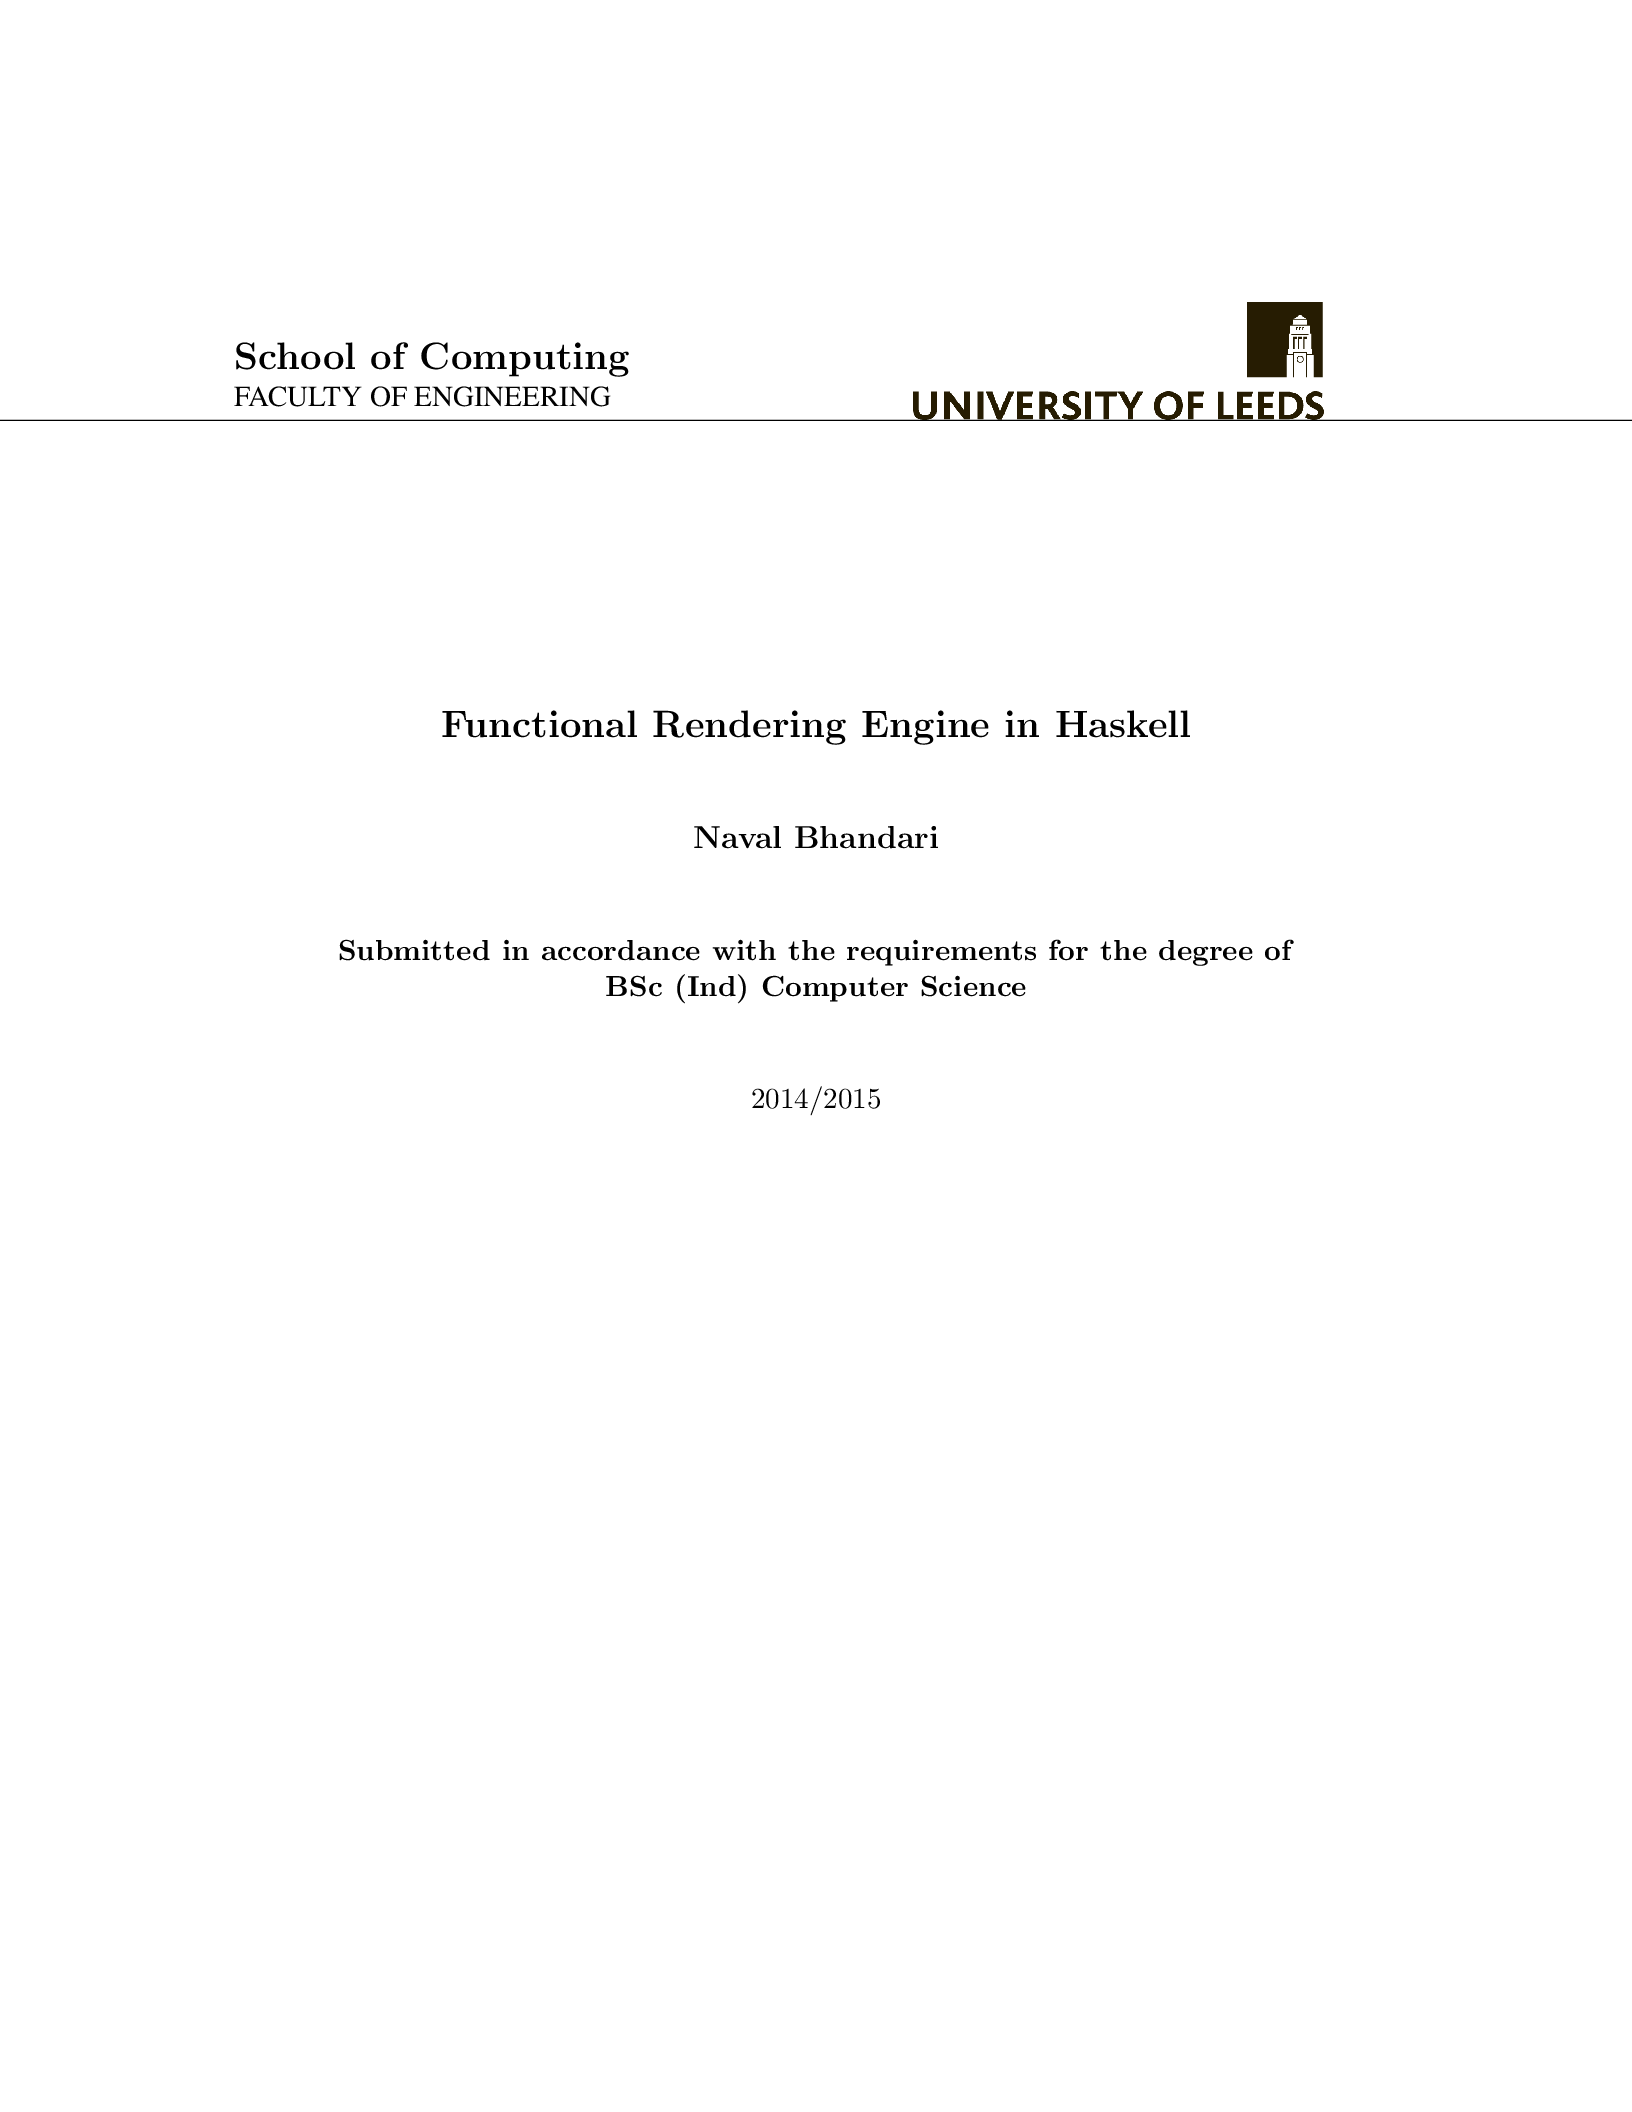 School of Computing
FACULTY OF ENGINEERING
UNIVERSITY OF LEEDS
Functional Rendering Engine in Haskell
Naval Bhandari
Submitted in accordance with the requirements for the degree of
BSc (Ind) Computer Science
2014/2015